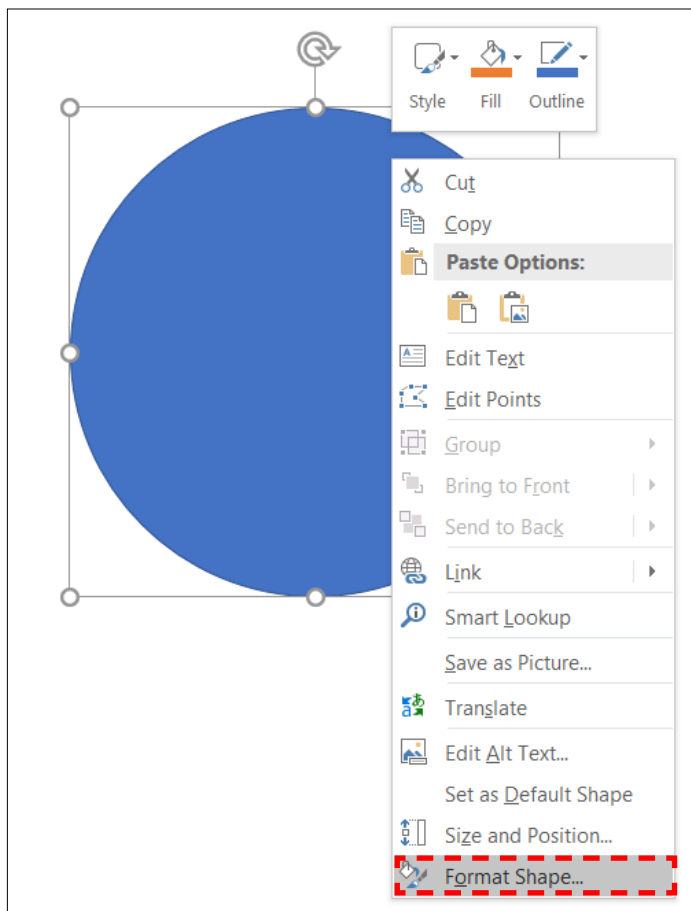 Style Fill Outline
Cut
Copy
Paste Options:
Edit Text
Edit Points
Group
Bring to Front
Send to Back
Link
Smart Lookup
Save as Picture...
Translate
Edit Alt Text...
Set as Default Shape
Size and Position...
Format Shape...